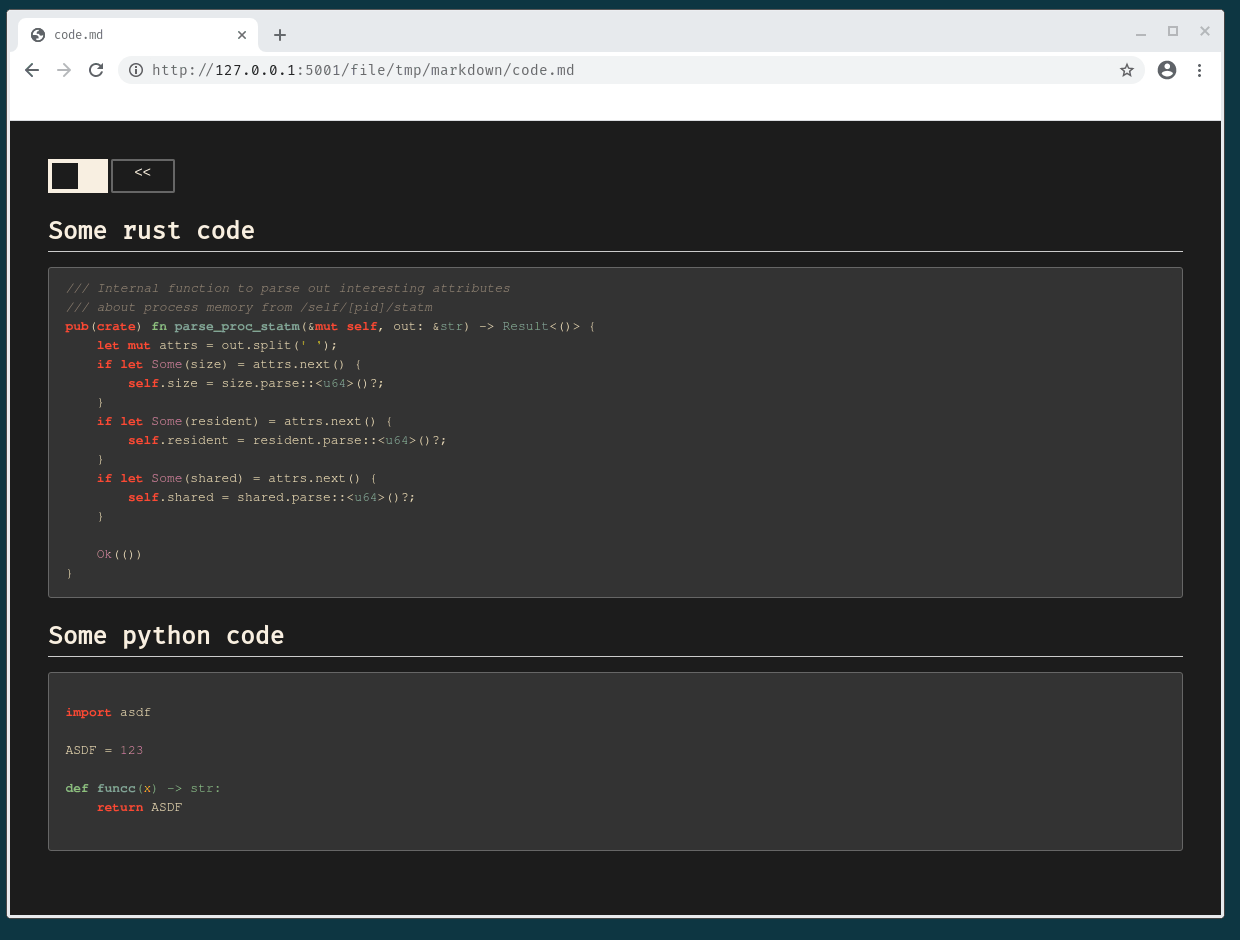 code.md
http://127.0.0.1:5001/file/tmp/markdown/code.md
<<
Some rust code
/// Internal function to parse out interesting attributes
/// about process memory from /self/[pid]/statm
pub(crate) fn parse_proc_statm(&mut self, out: &str) -> Result<()> {
    let mut attrs = out.split(' ');
    if let Some(size) = attrs.next() {
        self.size = size.parse::<u64>()?;
    }
    if let Some(resident) = attrs.next() {
        self.resident = resident.parse::<u64>()?;
    }
    if let Some(shared) = attrs.next() {
        self.shared = shared.parse::<u64>()?;
    }

    Ok(())
}
Some python code
import asdf

ASDF = 123

def funcc(x) -> str:
    return ASDF